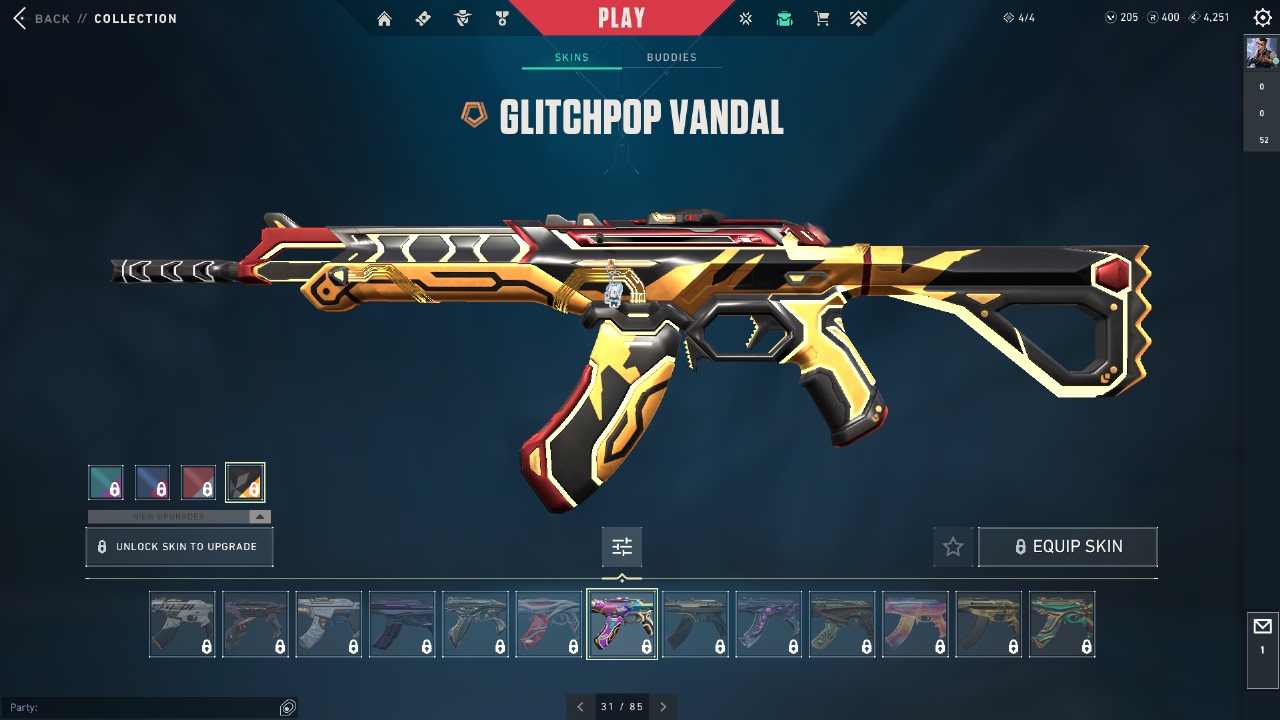 BACK // COLLECTION
PLAY
4/4
205
400
4,251
SKINS
BUDDIES
GLITCHPOP VANDAL
0
0
52
VIEW UPGRADES
UNLOCK SKIN TO UPGRADE
EQUIP SKIN
1
Party:
31 / 85